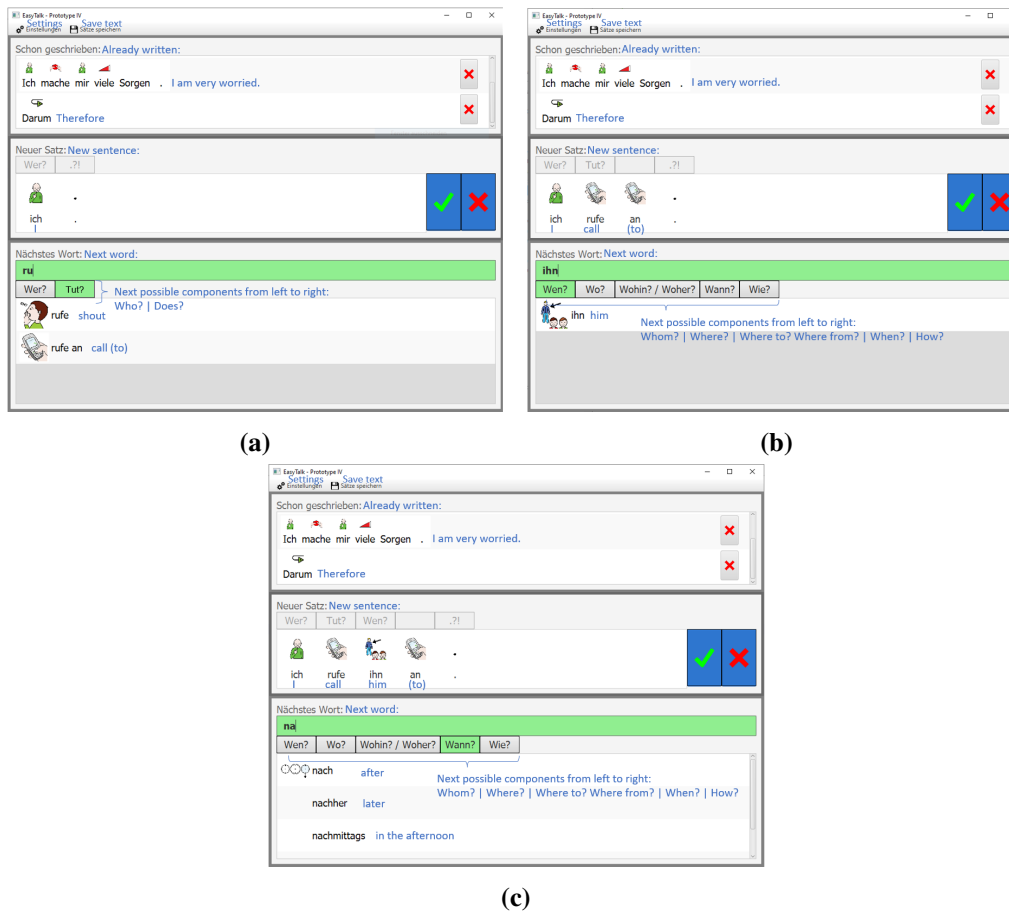 EasyTalk - Prototype IV
Settings Save text
Einstellungen Sätze speichern
Schon geschrieben: Already written:
Ich mache mir viele Sorgen . I am very worried.
Darum Therefore
Neuer Satz: New sentence:
Wer? .?!
ich .
I
Nächstes Wort: Next word:
ru
Wer? Tut?
Next possible components from left to right:
Who? | Does?
rufe shout
rufe an call (to)
(a)
EasyTalk - Prototype IV
Settings Save text
Einstellungen Sätze speichern
Schon geschrieben: Already written:
Ich mache mir viele Sorgen . I am very worried.
Darum Therefore
Neuer Satz: New sentence:
Wer? Tut? .?!
ich rufe an .
I call (to)
Nächstes Wort: Next word:
ihn
Wen? Wo? Wohin? / Woher? Wann? Wie?
ihn him
Next possible components from left to right:
Whom? | Where? | Where to? Where from? | When? | How?
(b)
EasyTalk - Prototype IV
Settings Save text
Einstellungen Sätze speichern
Schon geschrieben: Already written:
Ich mache mir viele Sorgen . I am very worried.
Darum Therefore
Neuer Satz: New sentence:
Wer? Tut? Wen? .?!
ich rufe ihn an .
I call him (to)
Nächstes Wort: Next word:
na
Wen? Wo? Wohin? / Woher? Wann? Wie?
nach after
Next possible components from left to right:
Whom? | Where? | Where to? Where from? | When? | How?
nachher later
nachmittags in the afternoon
(c)